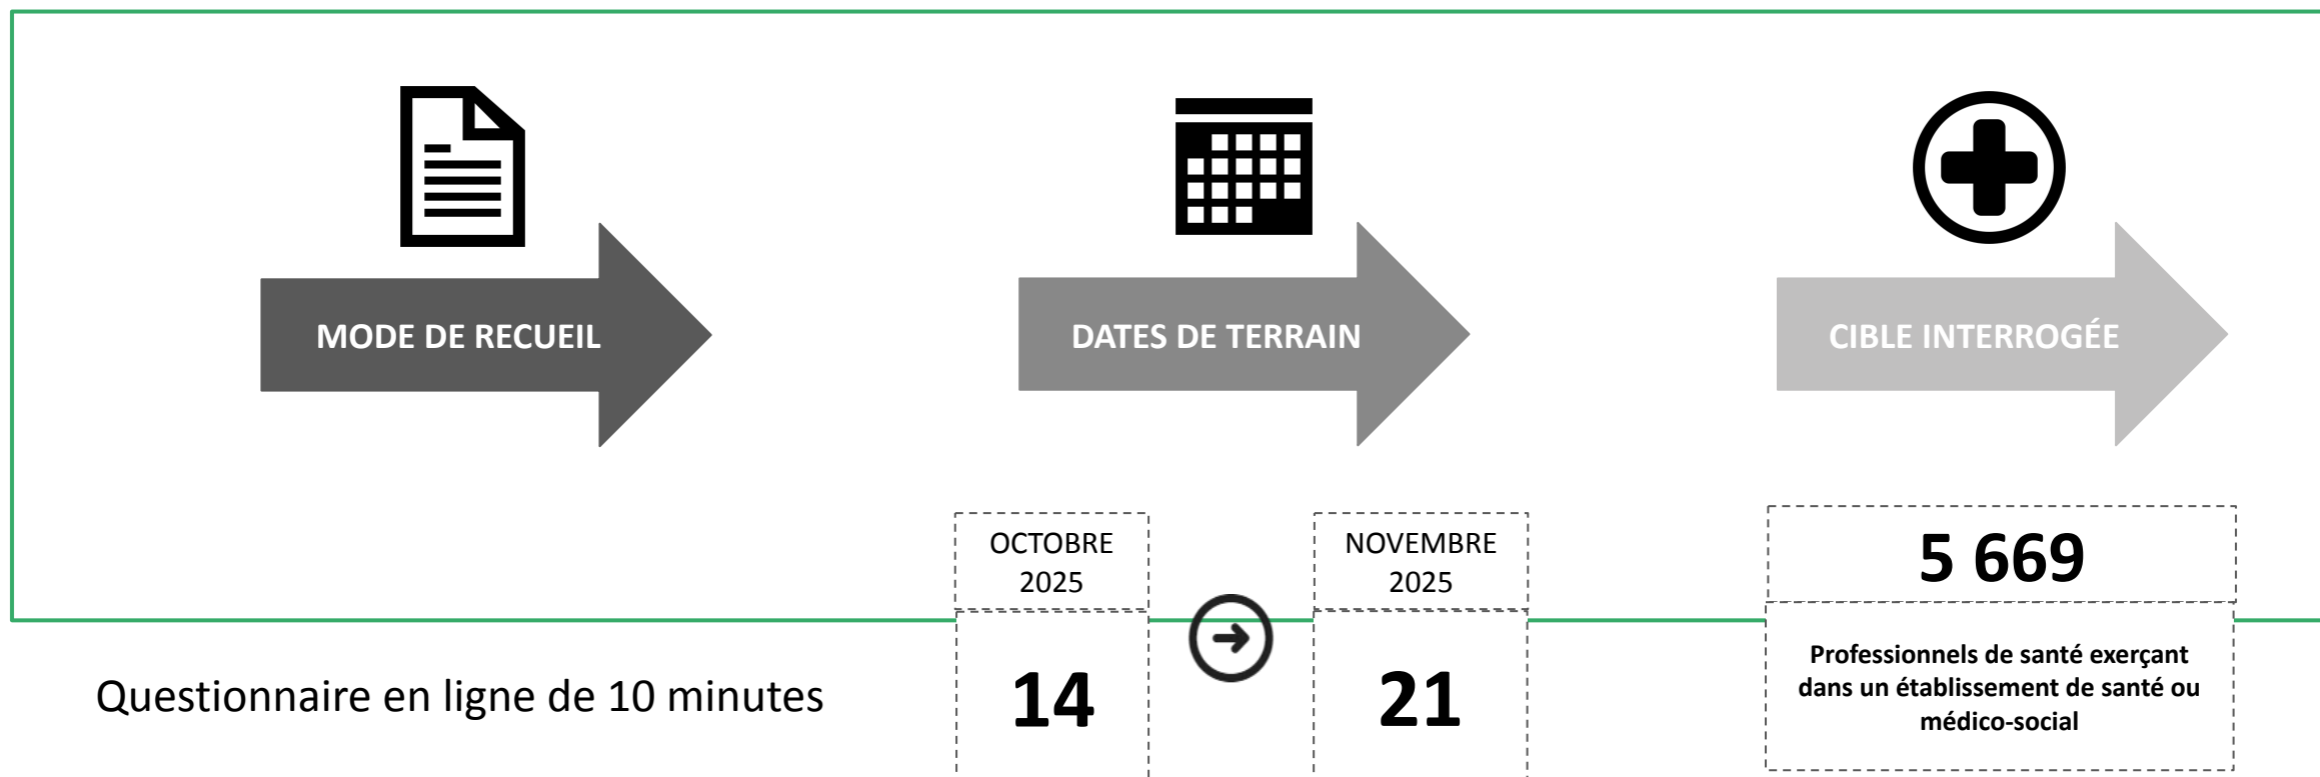 MODE DE RECUEIL
DATES DE TERRAIN
CIBLE INTERROGÉE
Questionnaire en ligne de 10 minutes
OCTOBRE
2025
14
NOVEMBRE
2025
21
5 669
Professionnels de santé exerçant
dans un établissement de santé ou
médico-social